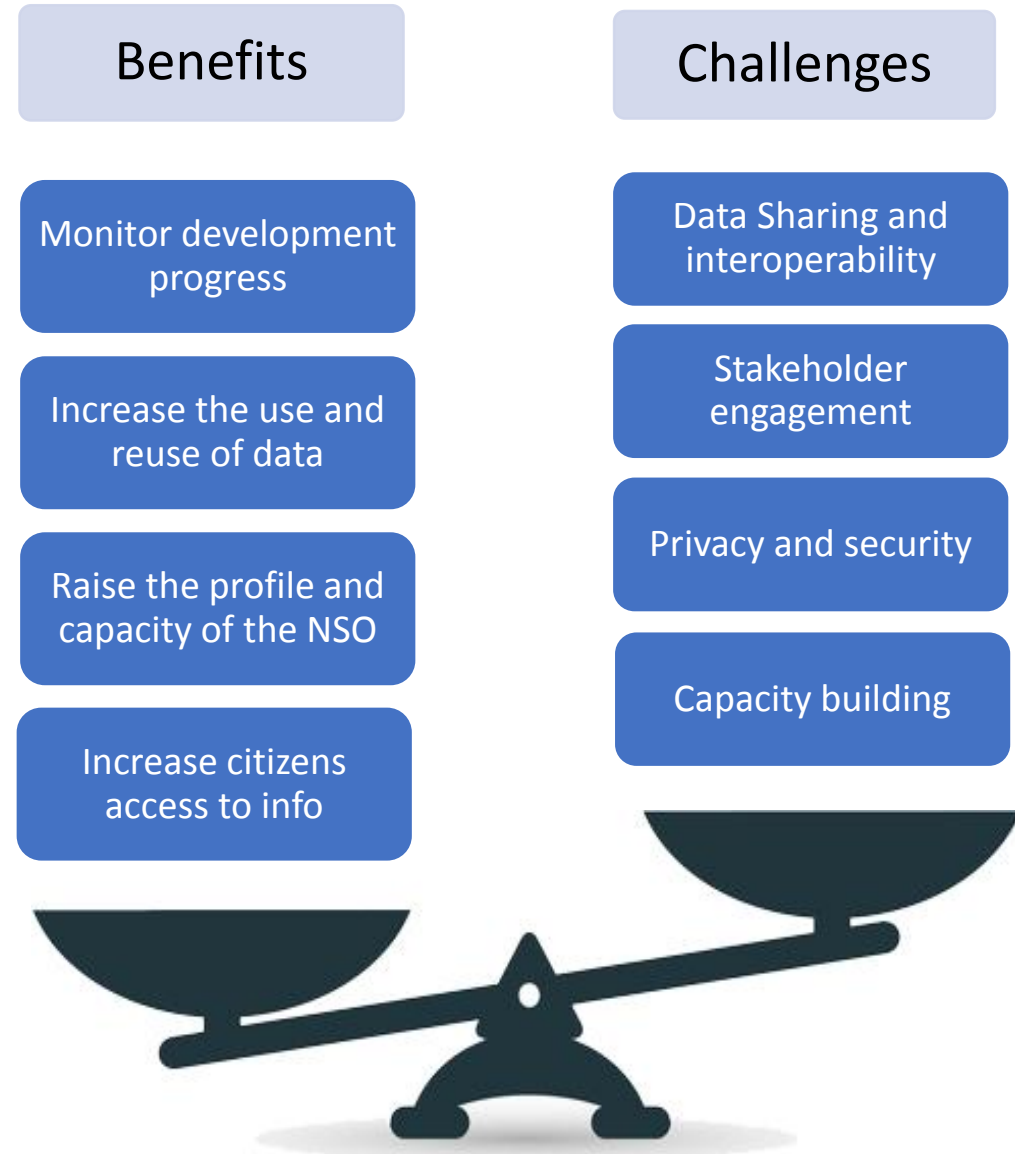 Benefits
Monitor development
progress
Increase the use and
reuse of data
Raise the profile and
capacity of the NSO
Increase citizens
access to info
Challenges
Data Sharing and
interoperability
Stakeholder
engagement
Privacy and security
Capacity building